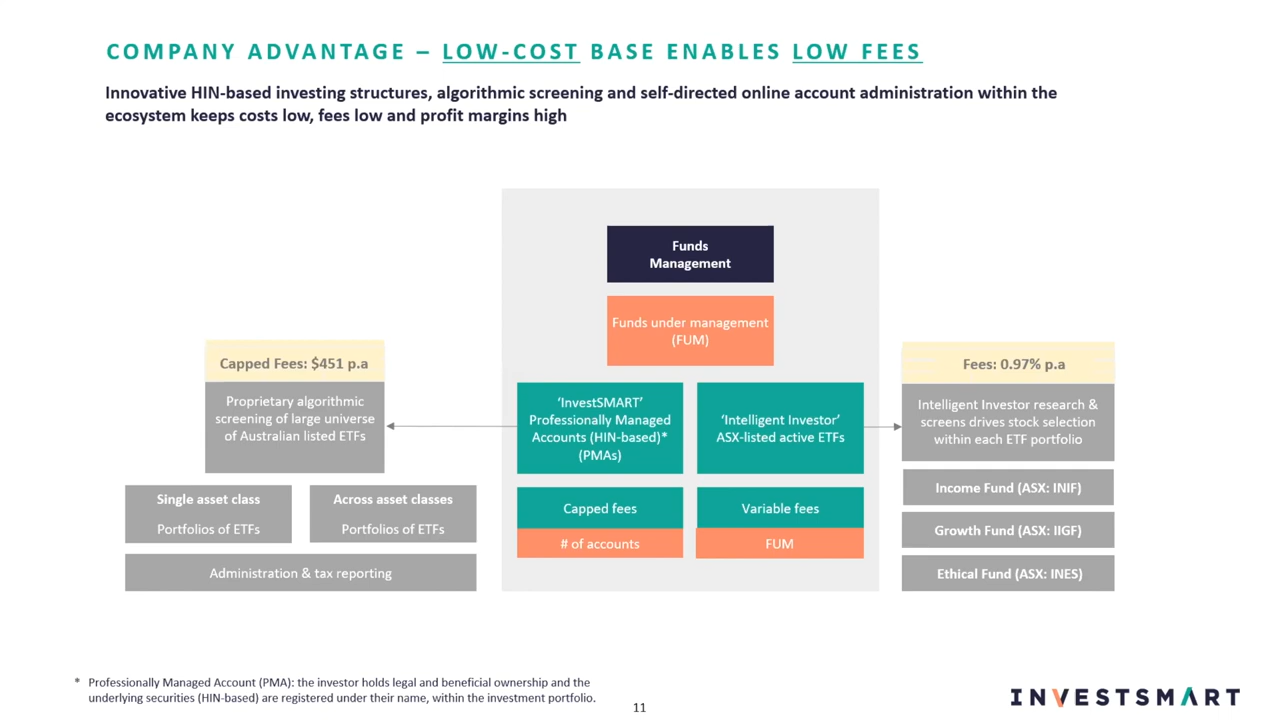 COMPANY ADVANTAGE – LOW-COST BASE ENABLES LOW FEES
Innovative HIN-based investing structures, algorithmic screening and self-directed online account administration within the
ecosystem keeps costs low, fees low and profit margins high
Funds
Management
Funds under management
(FUM)
Capped Fees: $451 p.a
Proprietary algorithmic
screening of large universe
of Australian listed ETFs
Single asset class
Portfolios of ETFs
Across asset classes
Portfolios of ETFs
Administration & tax reporting
‘InvestSMART’
Professionally Managed
Accounts (HIN-based)*
(PMAs)
Capped fees
# of accounts
‘Intelligent Investor’
ASX-listed active ETFs
Variable fees
FUM
Fees: 0.97% p.a
Intelligent Investor research &
screens drives stock selection
within each ETF portfolio
Income Fund (ASX: INIF)
Growth Fund (ASX: IIGF)
Ethical Fund (ASX: INES)
* Professionally Managed Account (PMA): the investor holds legal and beneficial ownership and the
underlying securities (HIN-based) are registered under their name, within the investment portfolio.
11
INVESTSMART